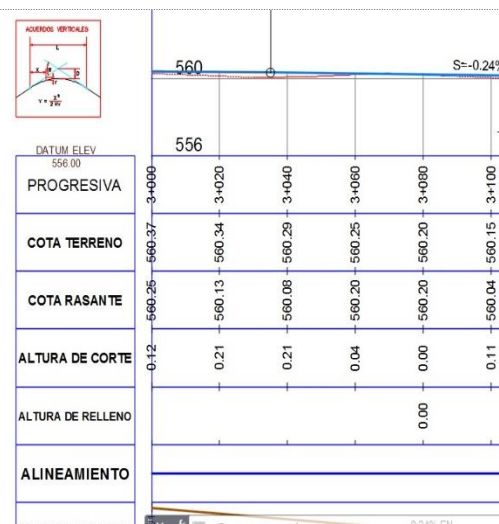 ACUERDOS VERTICALES
L
560
S=-0.24%
556
DATUM ELEV
556.00
PROGRESIVA 3+000 3+020 3+040 3+060 3+080 3+100
COTA TERRENO 560.37 560.34 560.29 560.25 560.20 560.15
COTA RASANTE 560.25 560.13 560.08 560.20 560.20 560.04
ALTURA DE CORTE 0.12 0.21 0.21 0.04 0.00 0.11
ALTURA DE RELLENO 0.00
ALINEAMIENTO